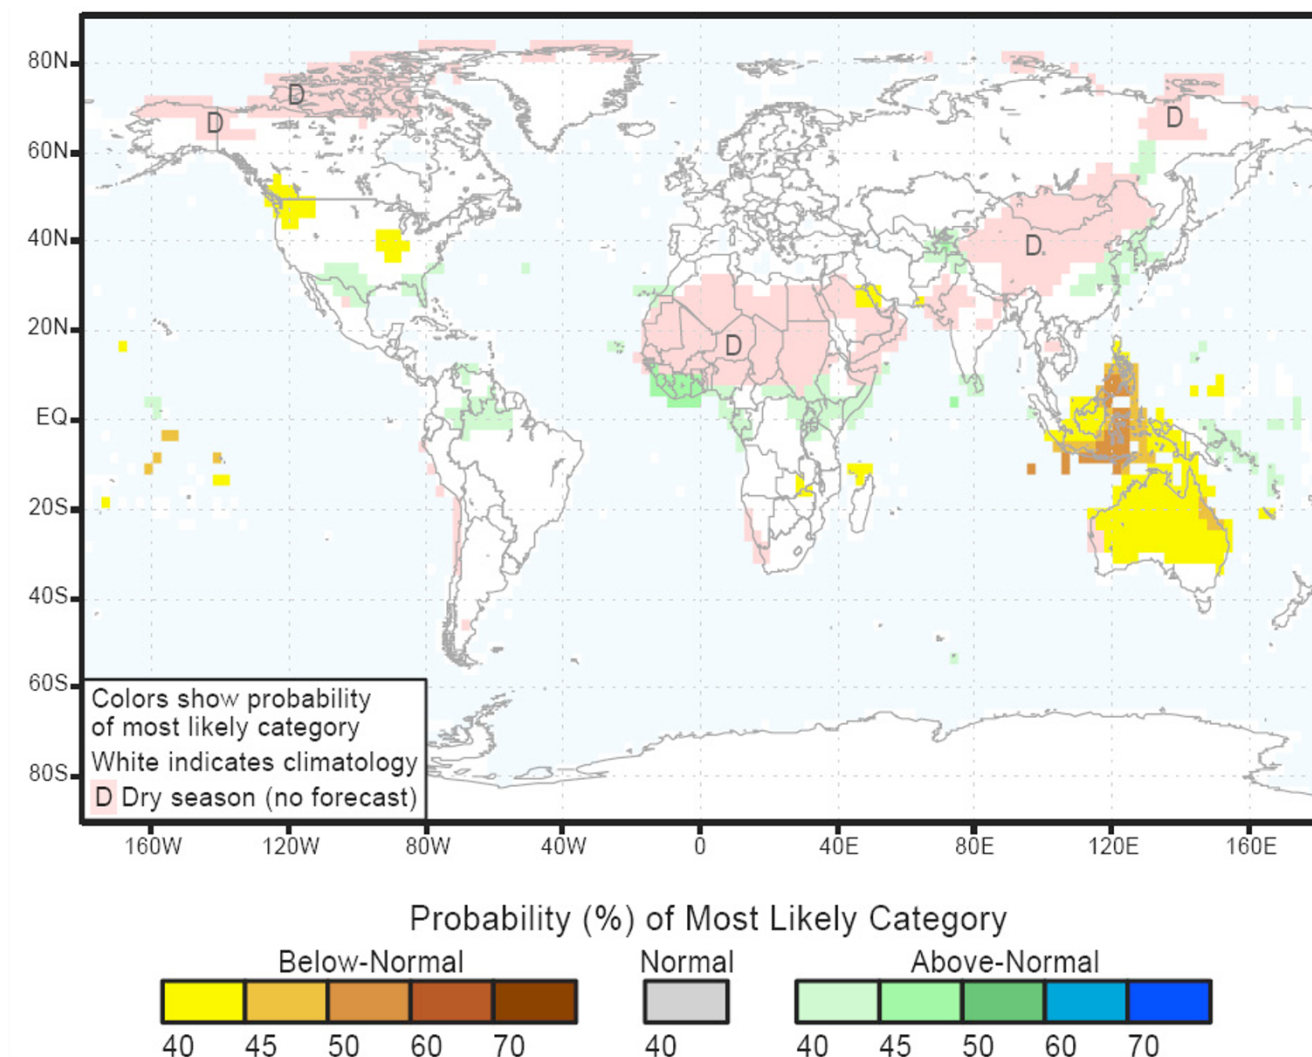 80N
60N
40N
20N
EQ
20S
40S
60S
80S
D
D
D
D
D
Colors show probability
of most likely category
White indicates climatology
D Dry season (no forecast)
160W 120W 80W 40W 0 40E 80E 120E 160E
Probability (%) of Most Likely Category
Below-Normal Normal Above-Normal
40 45 50 60 70 40 40 45 50 60 70